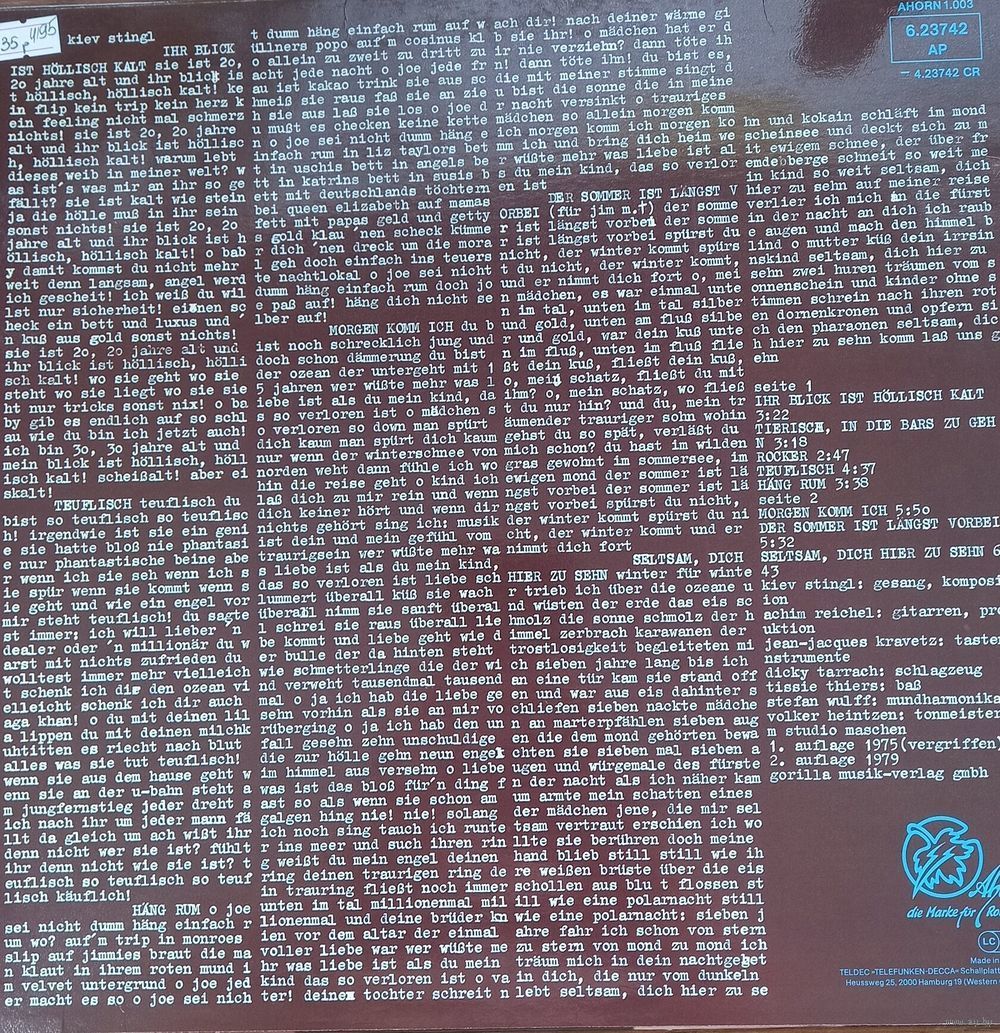 35,- 4195
kiev stingl
IHR BLICK
IST HÖLLISCH KALT sie ist 2o,
2o jahre alt und ihr blick is
t höllisch, höllisch kalt! ke
in flip kein trip kein herz k
ein feeling nicht mal schmerz
nichts! sie ist 2o, 2o jahre
alt und ihr blick ist höllisc
h, höllisch kalt! warum lebt
dieses weib in meiner welt? w
as ist's was mir an ihr so ge
fällt? sie ist kalt wie stein
ja die hölle muß in ihr sein
sonst nichts! sie ist 2o, 2o
jahre alt und ihr blick ist h
öllisch, höllisch kalt! o bab
y damit kommst du nicht mehr
weit denn langsam, angel werd
ich gescheit! ich weiß du wil
lst nur sicherheit! einen sc
heck ein bett und luxus und ´
n kuß aus gold sonst nichts!
sie ist 2o, 2o jahre alt und
ihr blick ist höllisch, hölli
sch kalt! wo sie geht wo sie
steht wo sie liegt wo sie sie
ht nur tricks sonst nix! o ba
by gib es endlich auf so schl
au wie du bin ich jetzt auch!
ich bin 3o, 3o jahre alt und
mein blick ist höllisch, höll
isch kalt! scheißalt! aber ei
skalt!
TEUFLISCH teuflisch du
bist so teuflisch so teuflisc
h! irgendwie ist sie ein geni
e sie hatte bloß nie phantasi
e nur phantastische beine abe
r wenn ich sie seh wenn ich s
ie spür wenn sie kommt wenn s
ie geht und wie ein engel vor
mir steht teuflisch! du sagte
st immer: ich will lieber ´n
dealer oder ´n millionär du w
arst mit nichts zufrieden du
wolltest immer mehr vielleich
t schenk ich dir den ozean vi
elleicht schenk ich dir auch
aga khan! o du mit deinen lil
a lippen du mit deinen milchk
uhtitten es riecht nach blut
alles was sie tut teuflisch!
wenn sie aus dem hause geht w
enn sie an der u-bahn steht a
m jungfernstieg jeder dreht s
ich nach ihr um jeder mann fä
llt da gleich um ach wißt ihr
denn nicht wer sie ist? fühlt
ihr denn nicht wie sie ist? t
euflisch so teuflisch so teuf
lisch käuflich!
HÄNG RUM o joe
sei nicht dumm häng einfach r
um wo? auf´m trip in monroes
slip auf jimmies braut die ma
n klaut in ihrem roten mund i
m velvet untergrund o joe jed
er macht es so o joe sei nich
t dumm häng einfach rum auf w
üllners popo auf´m cosinus kl
o allein zu zweit zu dritt zu
acht jede nacht o joe jede fr
au ist kakao trink sie aus sc
hmeiß sie raus faß sie an zie
h sie aus laß sie los o joe d
u mußt es checken keine kette
n o joe sei nicht dumm häng e
infach rum in liz taylors bet
t in uschis bett in angels be
tt in katrins bett in susis b
ett mit deutschlands töchtern
bei queen elizabeth auf mamas
fett mit papas geld und getty
s gold klau ´nen scheck kümme
r dich ´nen dreck um die mora
l geh doch einfach ins teuers
te nachtlokal o joe sei nicht
dumm häng einfach rum doch jo
e paß auf! häng dich nicht se
lber auf!
MORGEN KOMM ICH du b
ist noch schrecklich jung und
doch schon dämmerung du bist
der ozean der untergeht mit 1
5 jahren wer wüßte mehr was l
iebe ist als du mein kind, da
s so verloren ist o mädchen s
o verloren so down man spürt
dich kaum man spürt dich kaum
nur wenn der winterschnee von
norden weht dann fühle ich wo
hin die reise geht o kind ich
laß dich zu mir rein und wenn
dich keiner hört und wenn dir
nichts gehört sing ich: musik
ist dein und mein gefühl vom
traurigsein wer wüßte mehr wa
s liebe ist als du mein kind,
das so verloren ist liebe sch
lummert überall küß sie wach
überall nimm sie sanft überal
l schrei sie raus überall lie
be kommt und liebe geht wie d
er bulle der da hinten steht
wie schmetterlinge die der wi
nd verweht tausendmal tausend
mal o ja ich hab die liebe ge
sehn vorhin als sie an mir vo
rüberging o ja ich hab den un
fall gesehn zehn unschuldige
die zur hölle gehn neun engel
im himmel aus versehn o liebe
was ist das bloß für´n ding f
ast so als wenn sie schon am
galgen hing nie! nie! solang
ich noch sing tauch ich runte
r ins meer und such ihren rin
g weißt du mein engel deinen
ring deinen traurigen ring de
in trauring fließt noch immer
unten im tal millionenmal mil
lionenmal und deine brüder kn
ien vor dem altar der einmal
voller liebe war wer wüßte me
hr was liebe ist als du mein
kind das so verloren ist o va
ter! deine tochter schreit n
ach dir! nach deiner wärme gi
b sie ihr! o mädchen hat er d
ir nie verziehn? dann töte ih
n! dann töte ihn! du bist es,
die mit meiner stimme singt d
u bist die sonne die in meine
r nacht versinkt o trauriges
mädchen so allein morgen komm
ich morgen komm ich morgen ko
mm ich und bring dich heim we
r wüßte mehr was liebe ist al
s du mein kind, das so verlor
en ist
DER SOMMER IST LÄNGST V
ORBEI (für jim m.†) der somme
r ist längst vorbei der somme
r ist längst vorbei spürst du
nicht, der winter kommt spürs
t du nicht, der winter kommt,
und er nimmt dich fort o, mei
n mädchen, es war einmal unte
n im tal, unten im tal silber
und gold, unten am fluß silbe
r und gold, war dein kuß unte
n im fluß, unten im fluß flie
ßt dein kuß, fließt dein kuß,
o, mein schatz, fließt du mit
ihm? o, mein schatz, wo fließ
t du nur hin? und du, mein tr
äumender trauriger sohn wohin
gehst du so spät, verläßt du
mich schon? du hast im wilden
gras gewohnt im sommersee, im
ewigen mond der sommer ist lä
ngst vorbei der sommer ist lä
ngst vorbei spürst du nicht,
der winter kommt spürst du ni
cht, der winter kommt und er
nimmt dich fort
SELTSAM, DICH
HIER ZU SEHN winter für winte
r trieb ich über die ozeane u
nd wüsten der erde das eis sc
hmolz die sonne schmolz der h
immel zerbrach karawanen der
trostlosigkeit begleiteten mi
ch sieben jahre lang bis ich
an eine tür kam sie stand off
en und war aus eis dahinter s
chliefen sieben nackte mädche
n an marterpfählen sieben aug
en die dem mond gehörten bewa
chten sie sieben mal sieben a
ugen und würgemale des fürste
n der nacht als ich näher kam
um armte mein schatten eines
der mädchen jene, die mir sel
tsam vertraut erschien ich wo
llte sie berühren doch meine
hand blieb still still wie ih
re weißen brüste über die eis
schollen aus blu t flossen st
ill wie eine polarnacht still
wie eine polarnacht: sieben j
ahre fahr ich schon von stern
zu stern von mond zu mond ich
träum mich in dein nachtgebet
in dich, die nur vom dunkeln
lebt seltsam, dich hier zu se
hn und kokain schläft im mond
scheinsee und deckt sich zu m
it ewigem schnee, der über fr
emde berge schneit so weit me
in kind so weit seltsam, dich
hier zu sehn auf meiner reise
verlier ich mich an die fürst
in der nacht an dich ich raub
e augen und mach den himmel b
lind o mutter küß dein irrsin
nskind seltsam, dich hier zu
sehn zwei huren träumen vom s
onnenschein und kinder ohne s
timmen schrein nach ihren rot
en dornenkronen und opfern si
ch den pharaonen seltsam, dic
h hier zu sehn komm laß uns g
ehn
seite 1
IHR BLICK IST HÖLLISCH KALT
3:22
TIERISCH, IN DIE BARS ZU GEH
N 3:18
ROCKER 2:47
TEUFLISCH 4:37
HÄNG RUM 3:38
seite 2
MORGEN KOMM ICH 5:5o
DER SOMMER IST LÄNGST VORBEI
5:32
SELTSAM, DICH HIER ZU SEHN 6
43
kiev stingl: gesang, komposi
ion
achim reichel: gitarren, pro
uktion
jean-jacques kravetz: taste
nstrumente
dicky tarrach: schlagzeug
tissie thiers: baß
stefan wulff: mundharmonika
volker heintzen: tonmeister
m studio maschen
1. auflage 1975(vergriffen)
2. auflage 1979
gorilla musik-verlag gmbh
AHORN 1.003
6.23742
AP
– 4.23742 CR
Ah
die Marke für Ro
LC
Made in
TELDEC »TELEFUNKEN-DECCA« Schallplatt
Heussweg 25, 2000 Hamburg 19 (Western